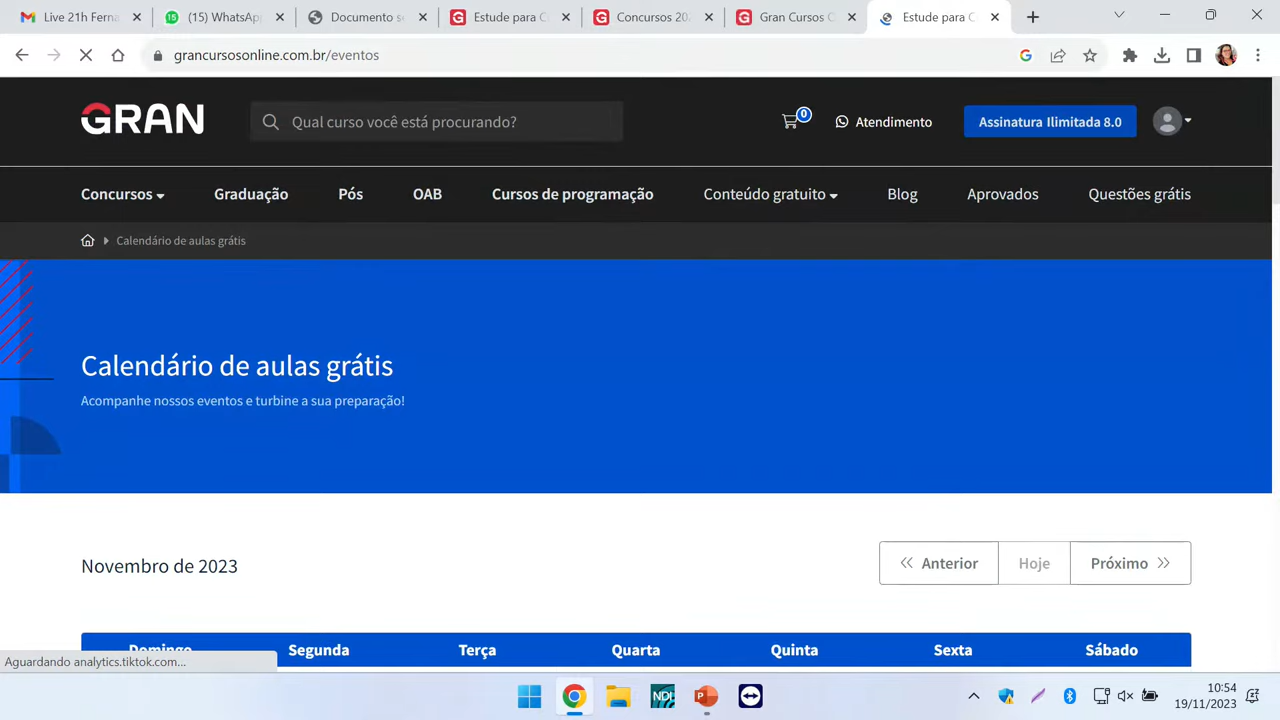 Live 21h Ferna
(15) WhatsApp
Documento s
Estude para C
Concursos 202
Gran Cursos C
Estude para C
grancursosonline.com.br/eventos
GRAN
Qual curso você está procurando?
0
Atendimento
Assinatura Ilimitada 8.0
Concursos
Graduação
Pós
OAB
Cursos de programação
Conteúdo gratuito
Blog
Aprovados
Questões grátis
Calendário de aulas grátis
Calendário de aulas grátis
Acompanhe nossos eventos e turbine a sua preparação!
Novembro de 2023
Anterior
Hoje
Próximo
Domingo
Segunda
Terça
Quarta
Quinta
Sexta
Sábado
Aguardando analytics.tiktok.com...
NDI
10:54
19/11/2023